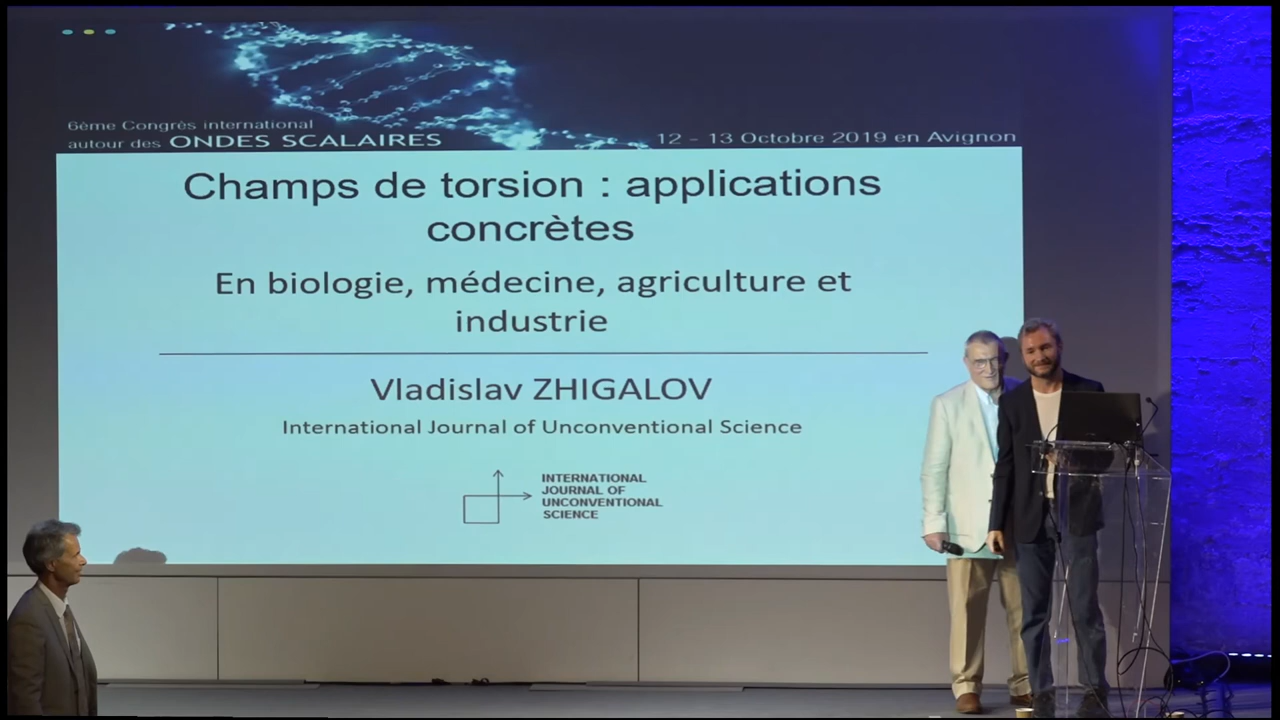 6ème Congrès international
autour des ONDES SCALAIRES
12 - 13 Octobre 2019 en Avignon
Champs de torsion : applications
concrètes
En biologie, médecine, agriculture et
industrie
Vladislav ZHIGALOV
International Journal of Unconventional Science
INTERNATIONAL
JOURNAL OF
UNCONVENTIONAL
SCIENCE